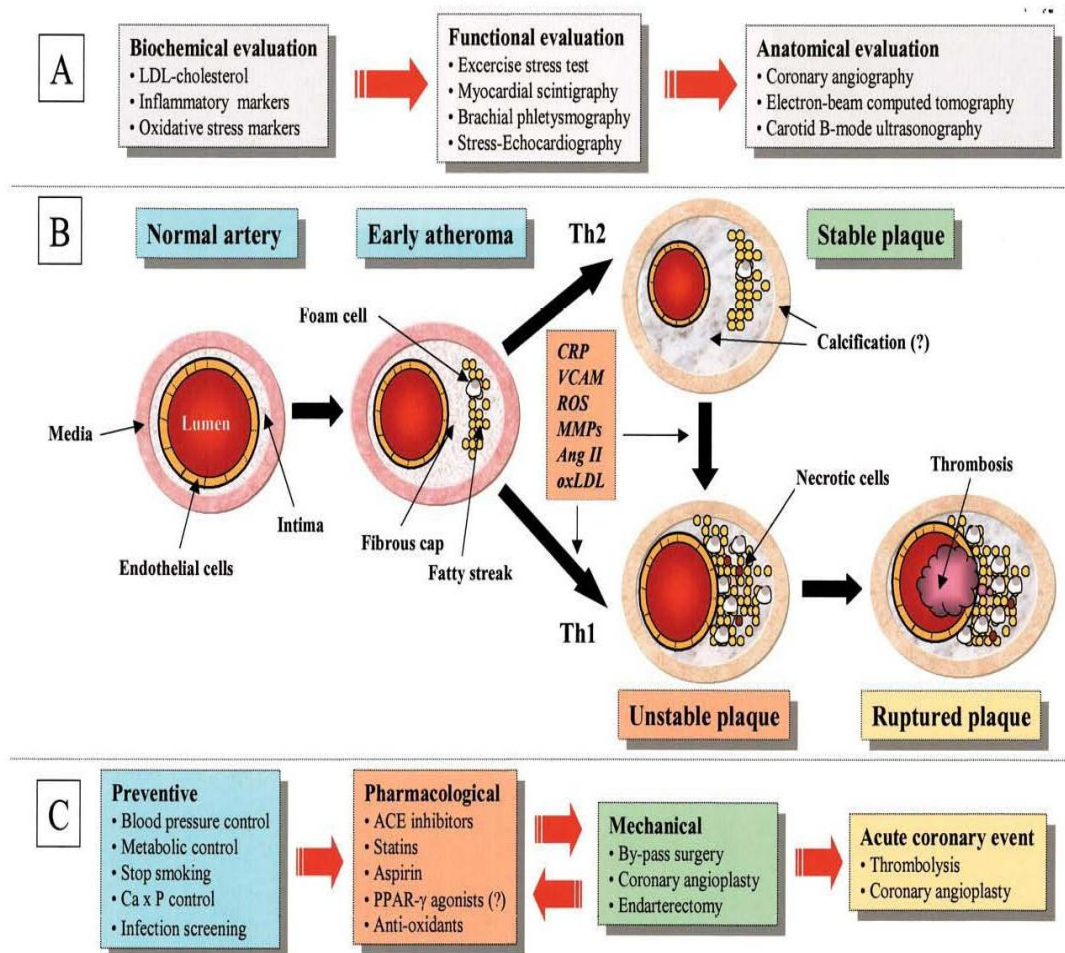 A
Biochemical evaluation
• LDL-cholesterol
• Inflammatory markers
• Oxidative stress markers
Functional evaluation
• Excercise stress test
• Myocardial scintigraphy
• Brachial phletysmography
• Stress-Echocardiography
Anatomical evaluation
• Coronary angiography
• Electron-beam computed tomography
• Carotid B-mode ultrasonography
B
Normal artery
Early atheroma
Th2
Stable plaque
Foam cell
Calcification (?)
CRP
VCAM
ROS
MMPs
Ang II
oxLDL
Media
Lumen
Intima
Endothelial cells
Fibrous cap
Fatty streak
Necrotic cells
Thrombosis
Th1
Unstable plaque
Ruptured plaque
C
Preventive
• Blood pressure control
• Metabolic control
• Stop smoking
• Ca x P control
• Infection screening
Pharmacological
• ACE inhibitors
• Statins
• Aspirin
• PPAR-γ agonists (?)
• Anti-oxidants
Mechanical
• By-pass surgery
• Coronary angioplasty
• Endarterectomy
Acute coronary event
• Thrombolysis
• Coronary angioplasty